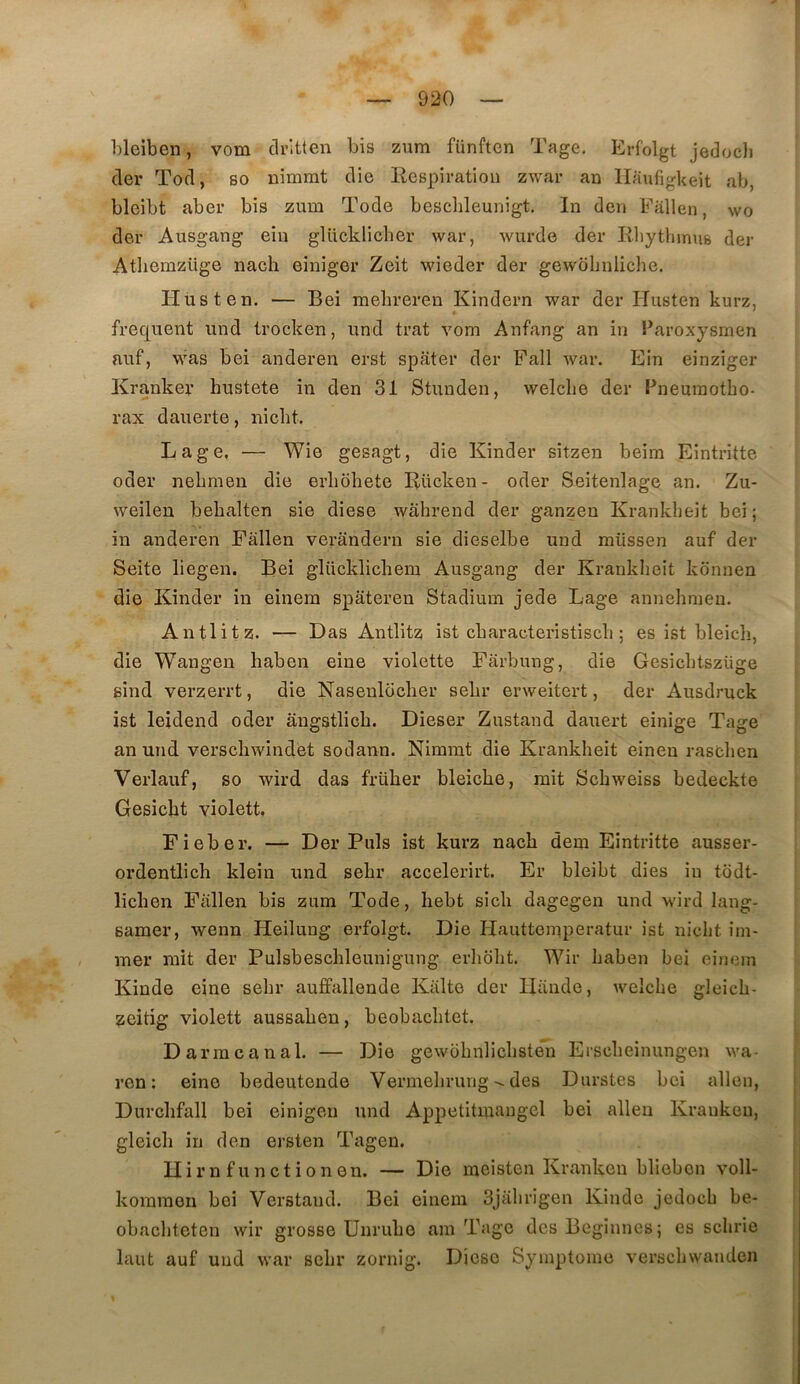 — 920 —
bleiben, vom dritten bis zum fünften Tage. Erfolgt jedoch
der Tod, so nimmt die Respiration zwar an Häufigkeit ab,
bleibt aber bis zum Tode beschleunigt. In den Fällen, wo
der Ausgang ein glücklicher war, wurde der Rhythmus der
Athemzüge nach einiger Zeit wieder der gewöhnliche.
Husten. — Bei mehreren Kindern war der Husten kurz,
frequent und trocken, und trat vom Anfang an in Paroxysmen
auf, was bei anderen erst später der Fall war. Ein einziger
Kranker hustete in den 31 Stunden, welche der Pneumotho-
rax dauerte, nicht.
Lage. — Wie gesagt, die Kinder sitzen beim Eintritte
oder nehmen die erhöhete Rücken- oder Seitenlage an. Zu-
weilen behalten sie diese während der ganzen Krankheit bei;
in anderen Fällen verändern sie dieselbe und müssen auf der
Seite liegen. Bei glücklichem Ausgang der Krankheit können
die Kinder in einem späteren Stadium jede Lage annehmen.
Antlitz. — Das Antlitz ist characteristisch; es ist bleich,
die Wangen haben eine violette Färbung, die Gesichtszüge
sind verzerrt, die Nasenlöcher sehr erweitert, der Ausdruck
ist leidend oder ängstlich. Dieser Zustand dauert einige Tage
an und verschwindet sodann. Nimmt die Krankheit einen raschen
Verlauf, so wird das früher bleiche, mit Schweiss bedeckte
Gesicht violett.
Fieber. — Der Puls ist kurz nach dem Eintritte ausser-
ordentlich klein und sehr accelerirt. Er bleibt dies in tödt-
lichen Fällen bis zum Tode, hebt sich dagegen und wird lang-
samer, wenn Heilung erfolgt. Die Hauttemperatur ist nicht im-
mer mit der Pulsbeschleunigung erhöht. Wir haben bei einem
Kinde eine sehr auffallende Kälte der Hände, welche gleich-
zeitig violett aussahen, beobachtet.
Darmcanal. — Die gewöhnlichsten Erscheinungen wa-
ren: eine bedeutende Vermehrung des Durstes bei allen,
Durchfall bei einigen und Appetitmangel bei allen Kranken,
gleich in den ersten Tagen.
Hirnfunctionen. — Die meisten Kranken blieben voll-
kommen bei Verstand. Bei einem 3jährigen Kinde jedoch be-
obachteten wir grosse Unruhe am Tage des Beginnes; es schrie
laut auf und war sehr zornig. Diese Symptome verschwanden